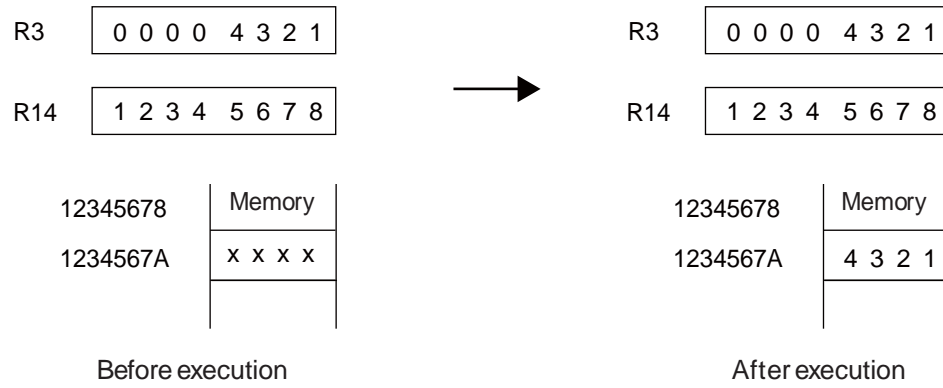 R3 0 0 0 0 4 3 2 1 R3 0 0 0 0 4 3 2 1
R14 1 2 3 4 5 6 7 8 R14 1 2 3 4 5 6 7 8
12345678 Memory 12345678 Memory
1234567A x x x x 1234567A 4 3 2 1
Before execution After execution